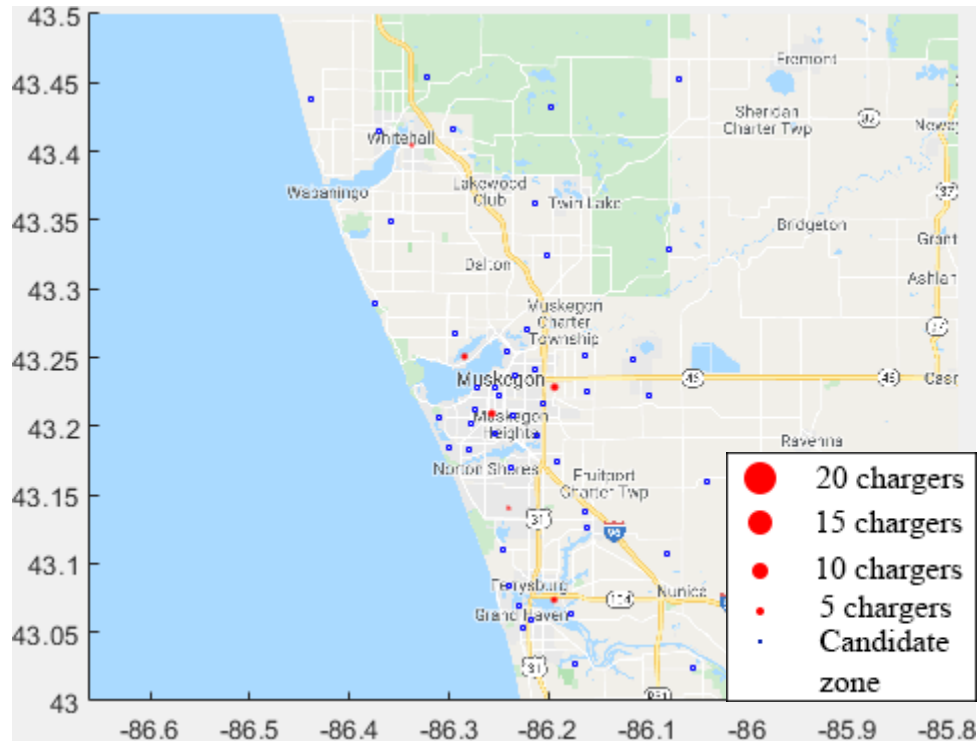 43.5
43.45
43.4
43.35
43.3
43.25
43.2
43.15
43.1
43.05
43
Fremont
Sheridan
Charter Twp
82
Whitehall
Lakewood
Club
Wabaningo
Twin Lake
37
Bridgeton
Grant
Dalton
Muskegon
Charter
Township
37
Muskegon
46
46
Muskegon
Heights
Ravenna
Norton Shores
Fruitport
Charter Twp
31
96
Ferrysburg
104
Nunica
Grand Haven
31
20 chargers
15 chargers
10 chargers
5 chargers
Candidate
zone
-86.6
-86.5
-86.4
-86.3
-86.2
-86.1
-86
-85.9
-85.8